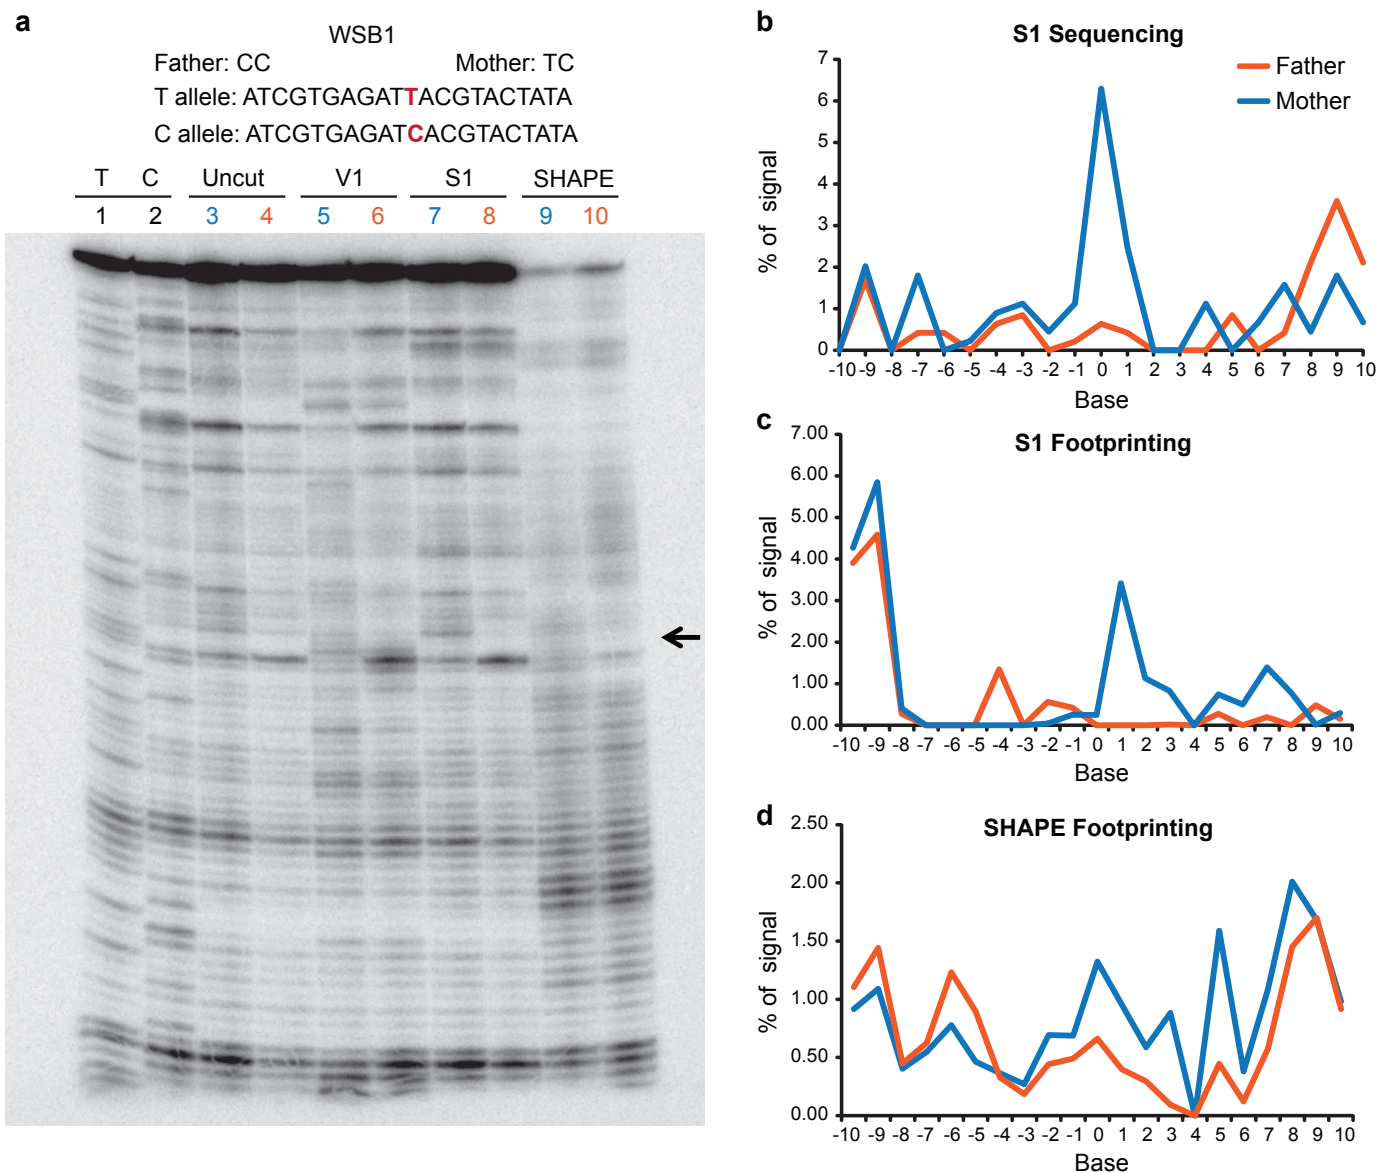 a
WSB1
Father: CC Mother: TC
T allele: ATCGTGAGATTACGTACTATA
C allele: ATCGTGAGATCACGTACTATA
T C Uncut V1 S1 SHAPE
1 2 3 4 5 6 7 8 9 10
b
S1 Sequencing
Father
Mother
% of signal
7
6
5
4
3
2
1
0
-10 -9 -8 -7 -6 -5 -4 -3 -2 -1 0 1 2 3 4 5 6 7 8 9 10
Base
c
S1 Footprinting
% of signal
7.00
6.00
5.00
4.00
3.00
2.00
1.00
0.00
-10 -9 -8 -7 -6 -5 -4 -3 -2 -1 0 1 2 3 4 5 6 7 8 9 10
Base
d
SHAPE Footprinting
% of signal
2.50
2.00
1.50
1.00
0.50
0.00
-10 -9 -8 -7 -6 -5 -4 -3 -2 -1 0 1 2 3 4 5 6 7 8 9 10
Base